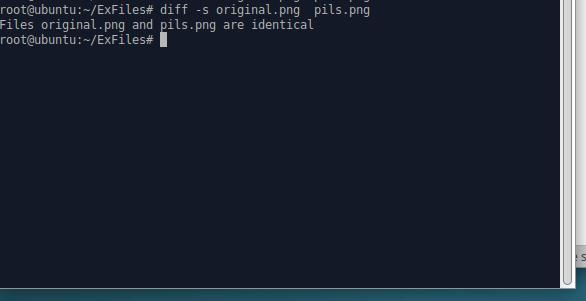 root@ubuntu:~/ExFiles# diff -s original.png  pils.png
Files original.png and pils.png are identical
root@ubuntu:~/ExFiles#